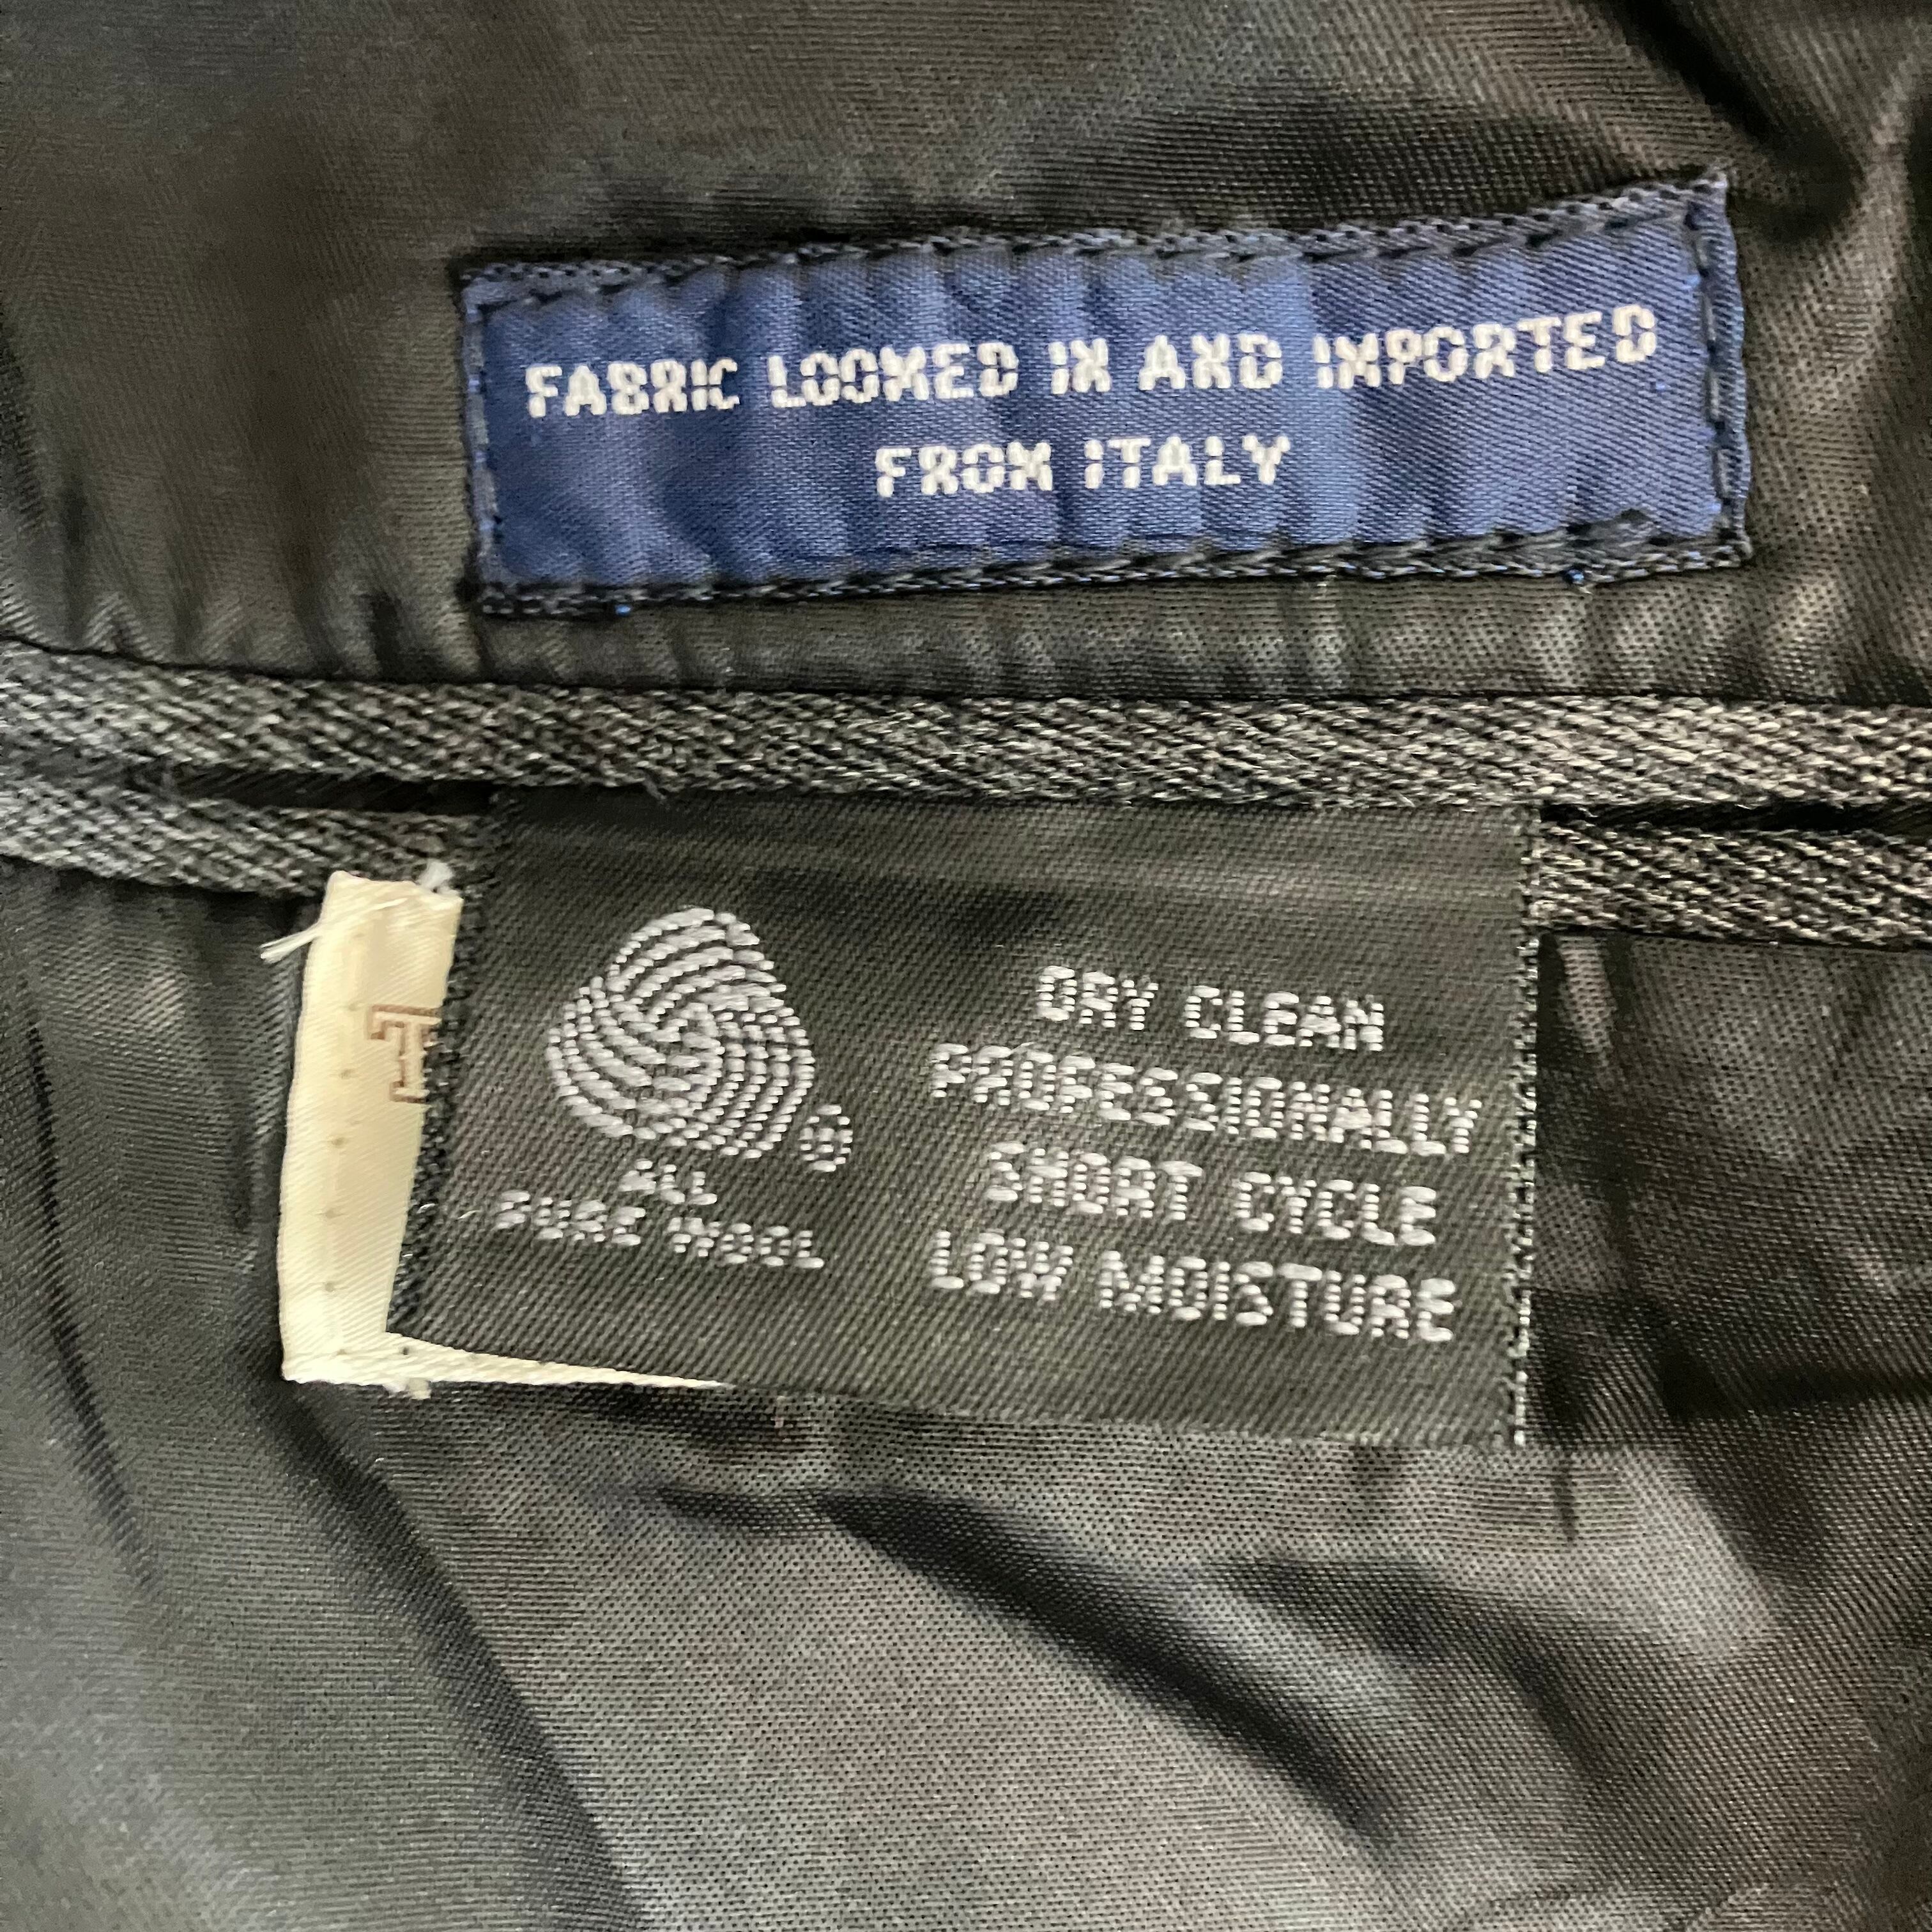 FABRIC LOOMED IN AND IMPORTED
FROM ITALY
T
®
ALL
PURE WOOL
DRY CLEAN
PROFESSIONALLY
SHORT CYCLE
LOW MOISTURE